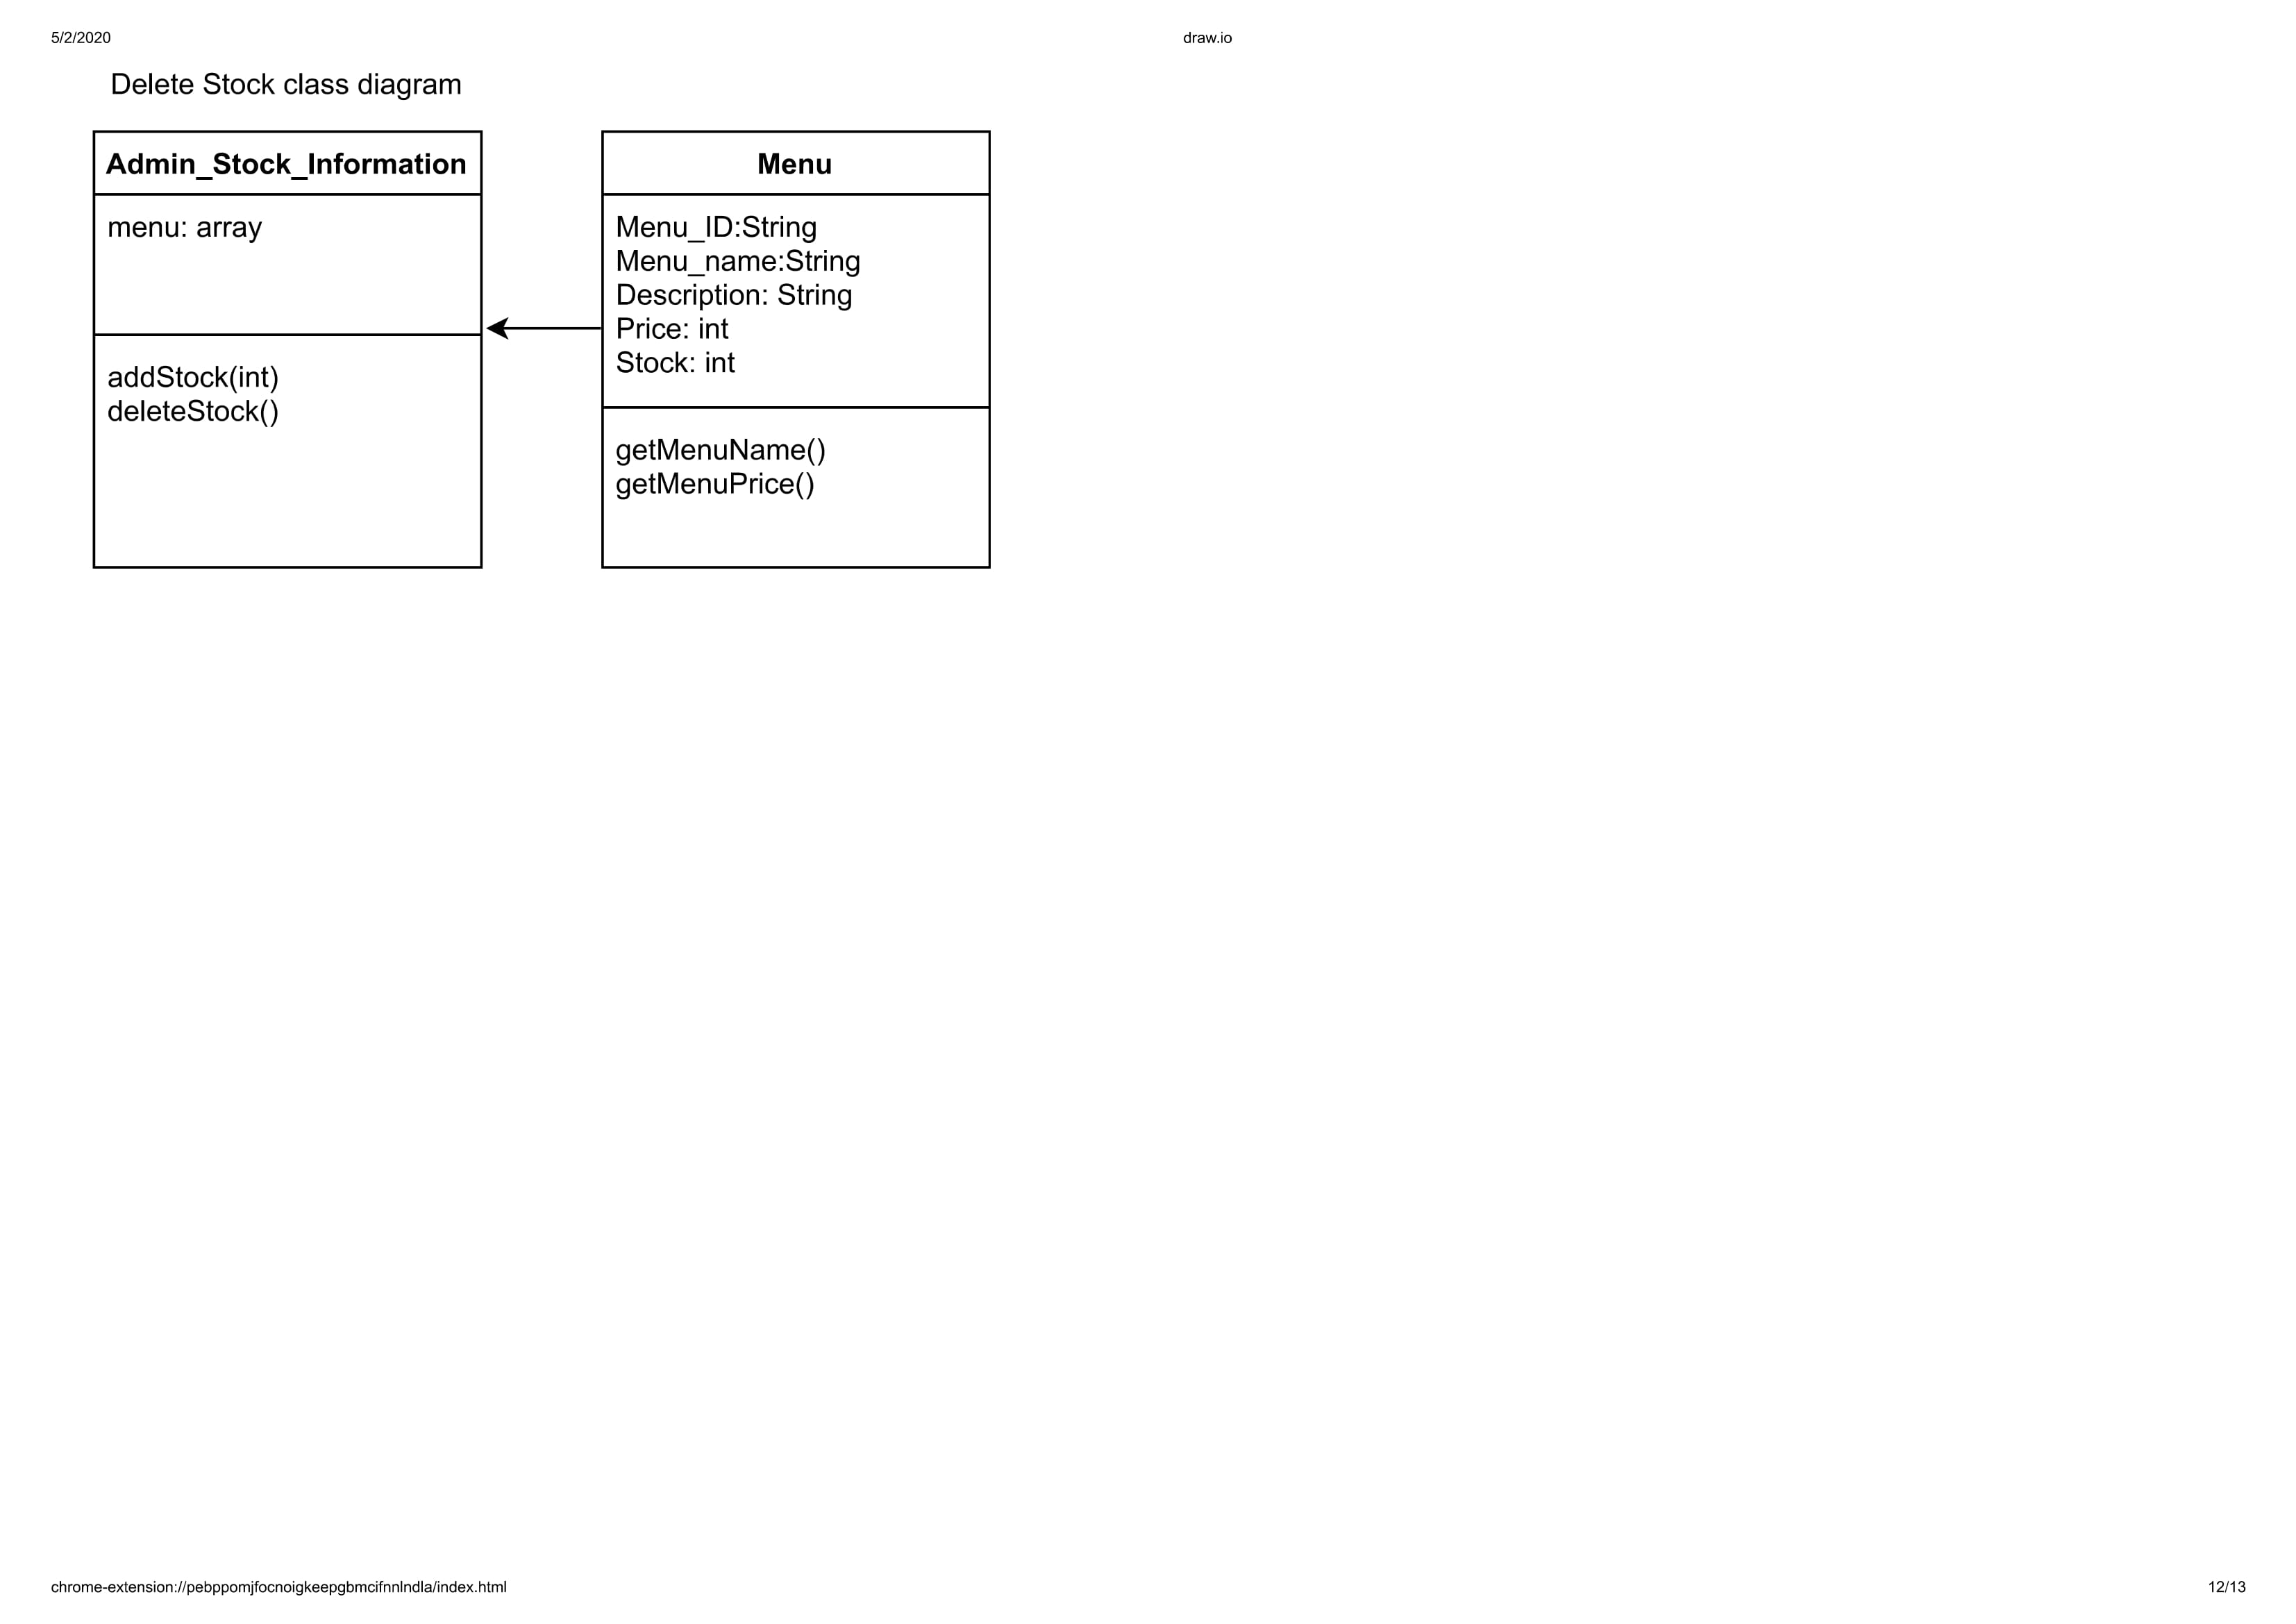 5/2/2020
draw.io
Delete Stock class diagram
Admin_Stock_Information
menu: array
addStock(int)
deleteStock()
Menu
Menu_ID:String
Menu_name:String
Description: String
Price: int
Stock: int
getMenuName()
getMenuPrice()
chrome-extension://pebppomjfocnoigkeepgbmcifnnlndla/index.html
12/13